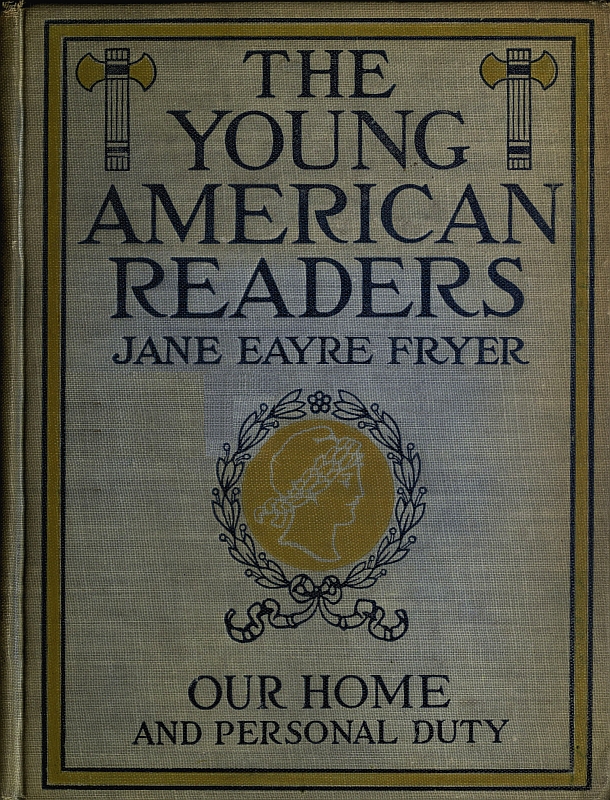 THE
YOUNG
AMERICAN
READERS
JANE EAYRE FRYER
OUR HOME
AND PERSONAL DUTY